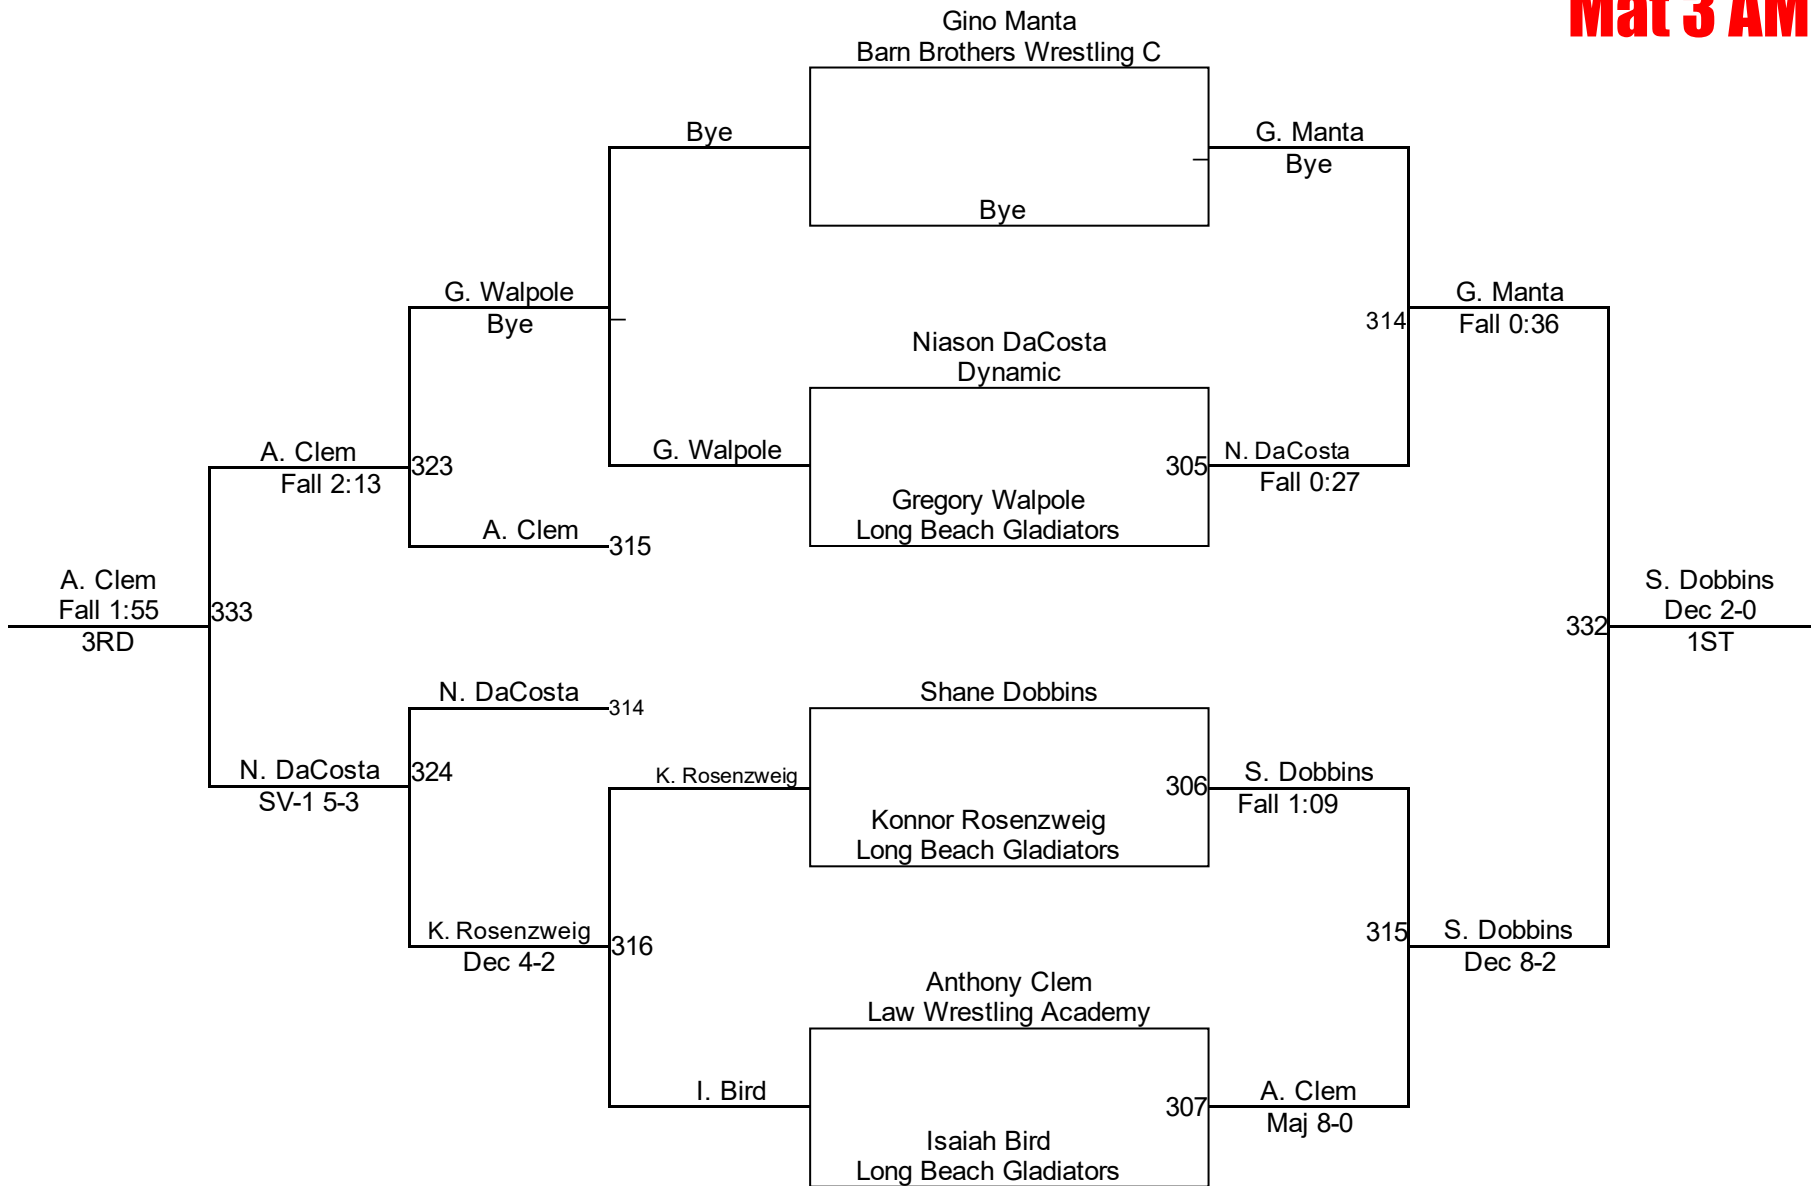 Mat 3 AM
Gino Manta
Barn Brothers Wrestling C
Bye
G. Manta
Bye
Bye
G. Walpole
Bye
G. Manta
314
Fall 0:36
Niason DaCosta
Dynamic
A. Clem
323
Fall 2:13
G. Walpole
305
N. DaCosta
Fall 0:27
Gregory Walpole
Long Beach Gladiators
A. Clem
315
A. Clem
Fall 1:55
333
3RD
S. Dobbins
Dec 2-0
332
1ST
N. DaCosta
314
Shane Dobbins
N. DaCosta
324
SV-1 5-3
K. Rosenzweig
306
S. Dobbins
Fall 1:09
Konnor Rosenzweig
Long Beach Gladiators
K. Rosenzweig
316
Dec 4-2
315
S. Dobbins
Dec 8-2
Anthony Clem
Law Wrestling Academy
I. Bird
307
A. Clem
Maj 8-0
Isaiah Bird
Long Beach Gladiators